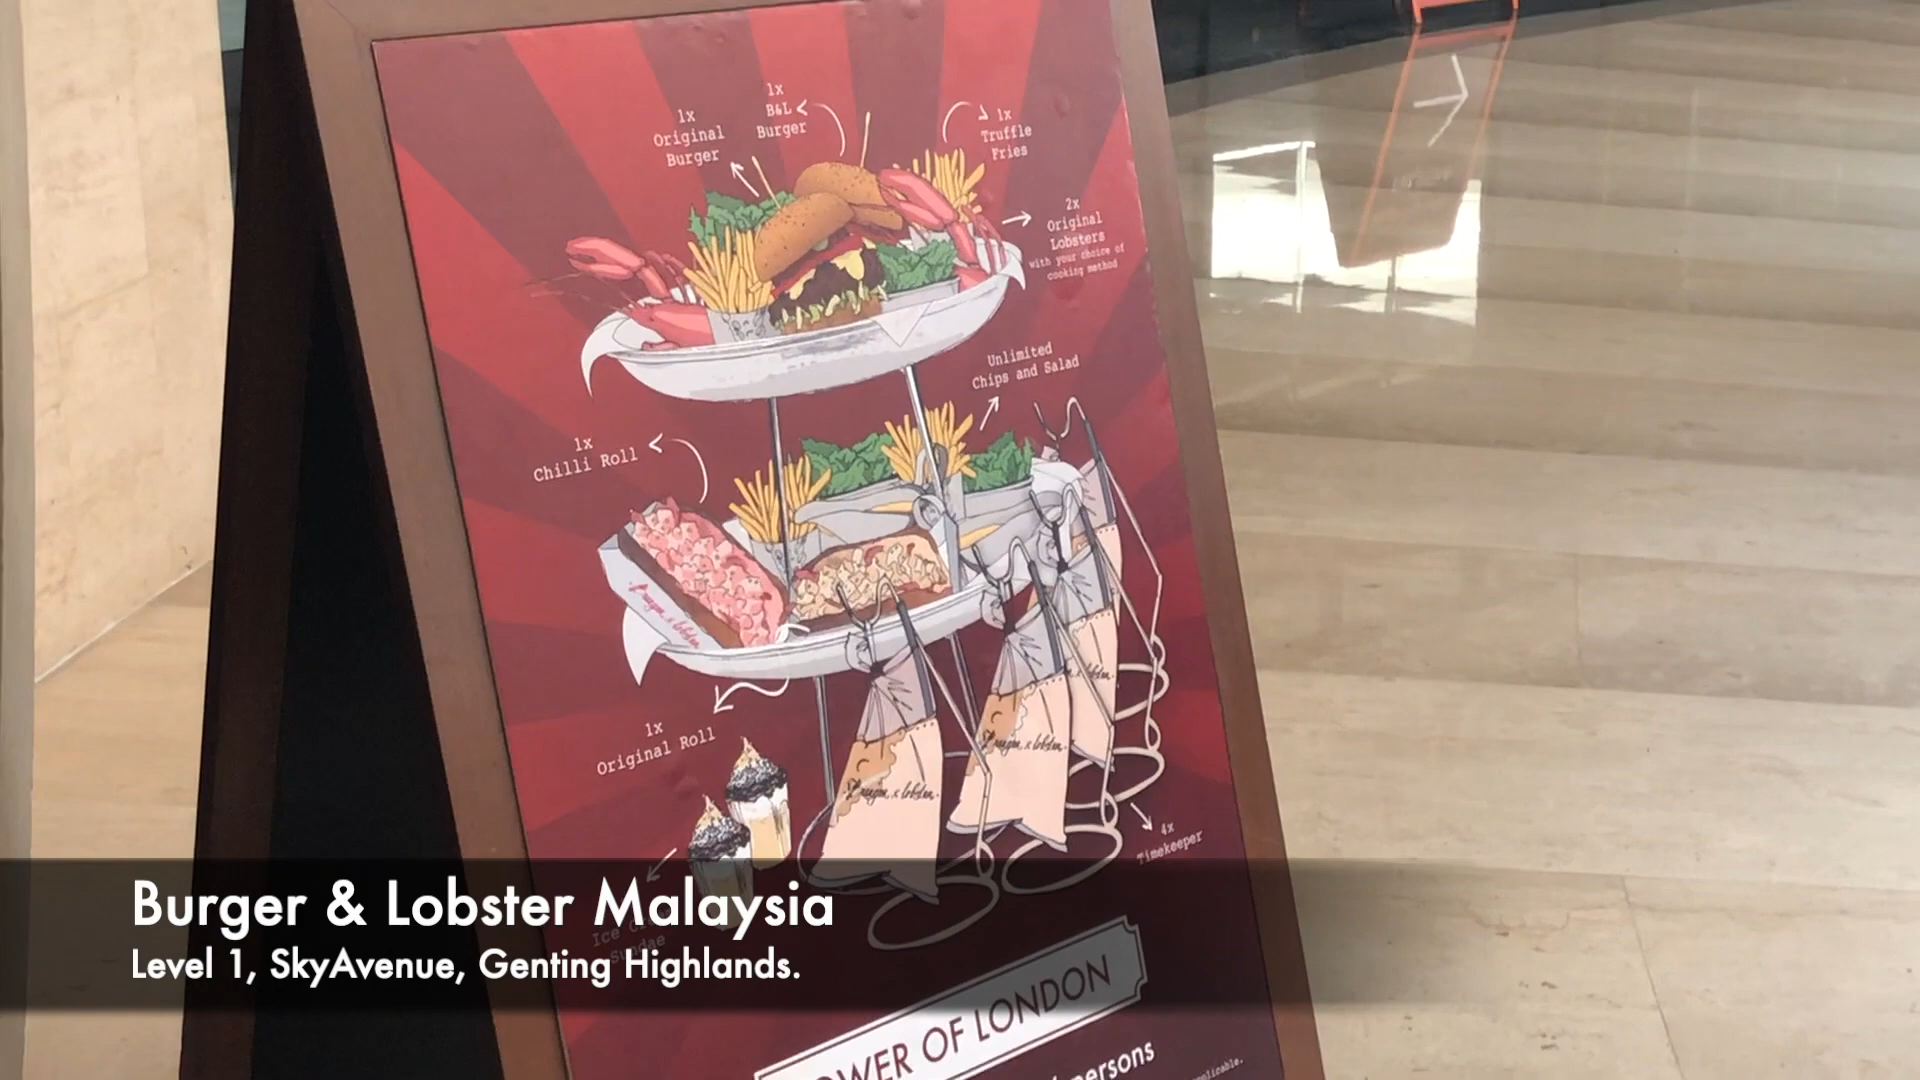 1x
Original
Burger
1x
B&L
Burger
1x
Truffle
Fries
2x
Original
Lobsters
with your choice of
cooking method
Unlimited
Chips and Salad
1x
Chilli Roll
1x
Original Roll
4x
Timekeeper
Ice
Sundae
Burger & Lobster Malaysia
Level 1, SkyAvenue, Genting Highlands.
OF LONDON
persons